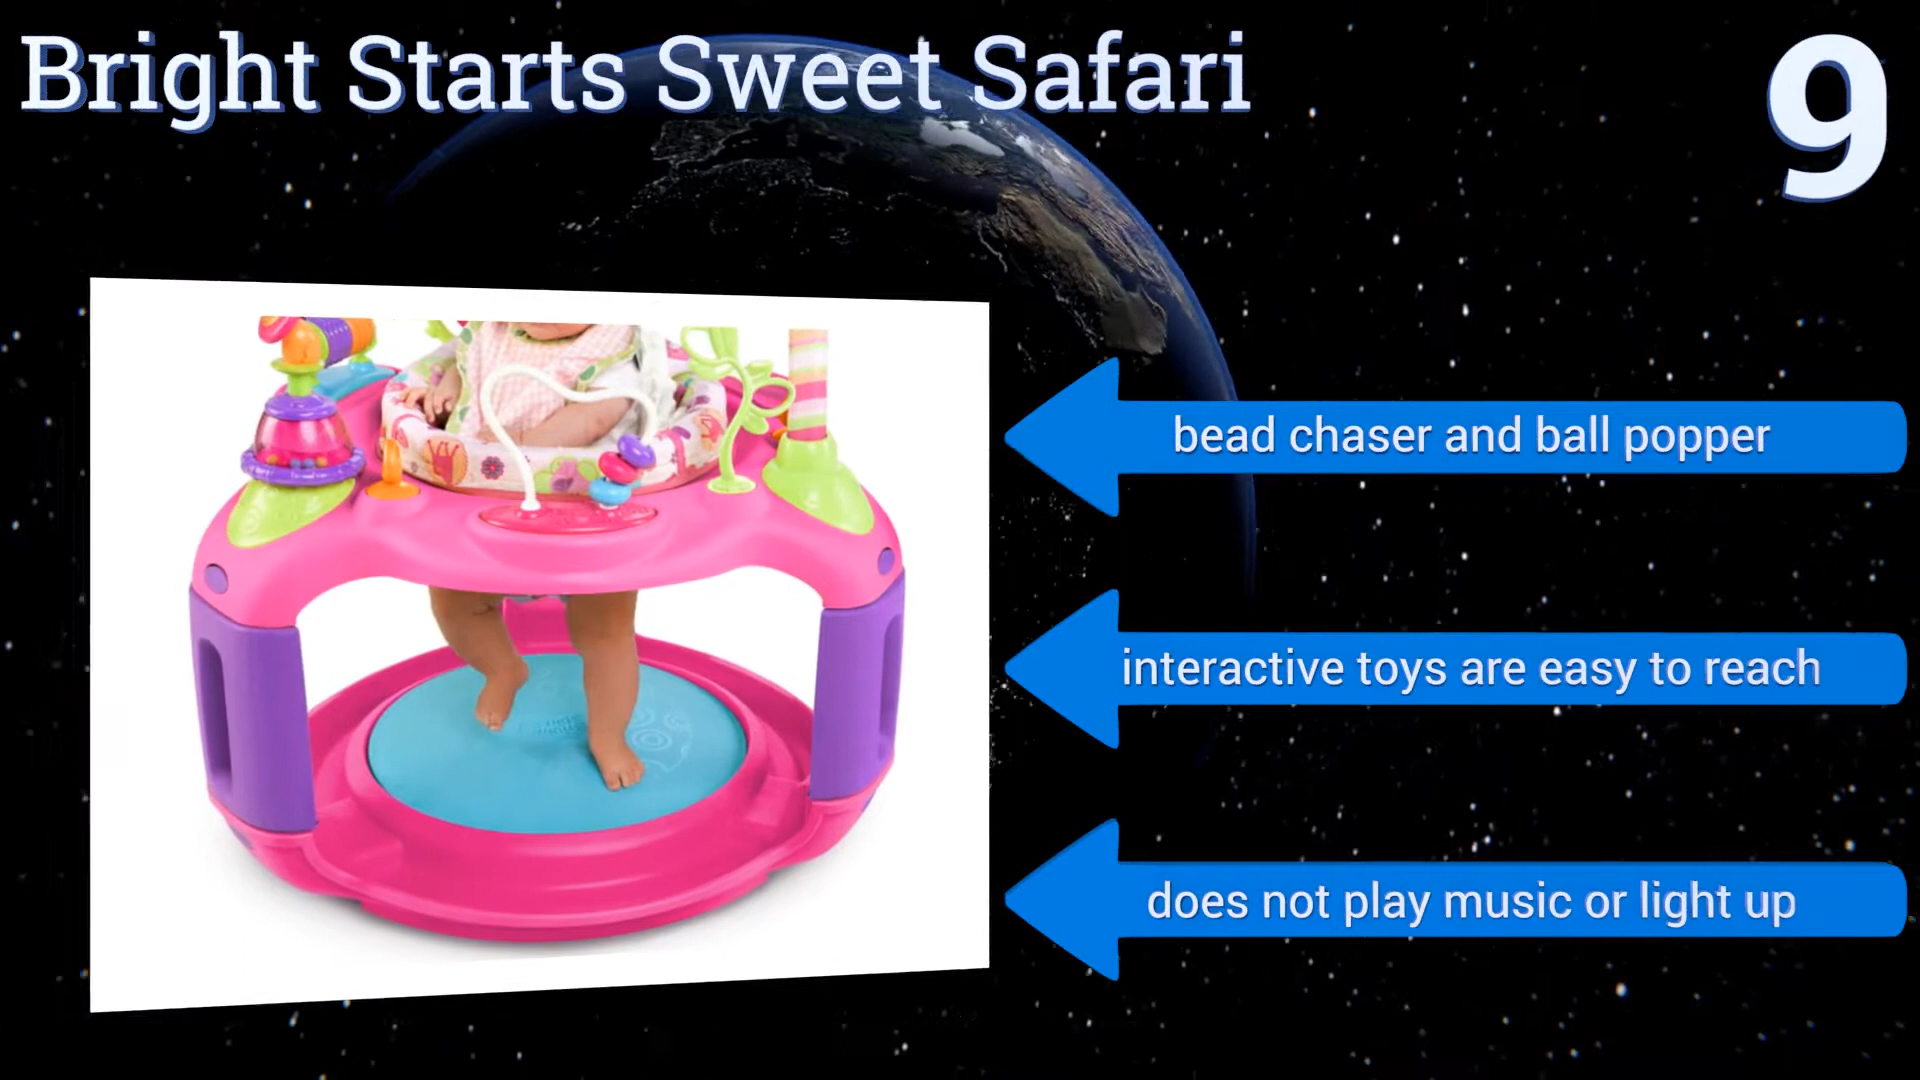 Bright Starts Sweet Safari
9
bead chaser and ball popper
interactive toys are easy to reach
does not play music or light up